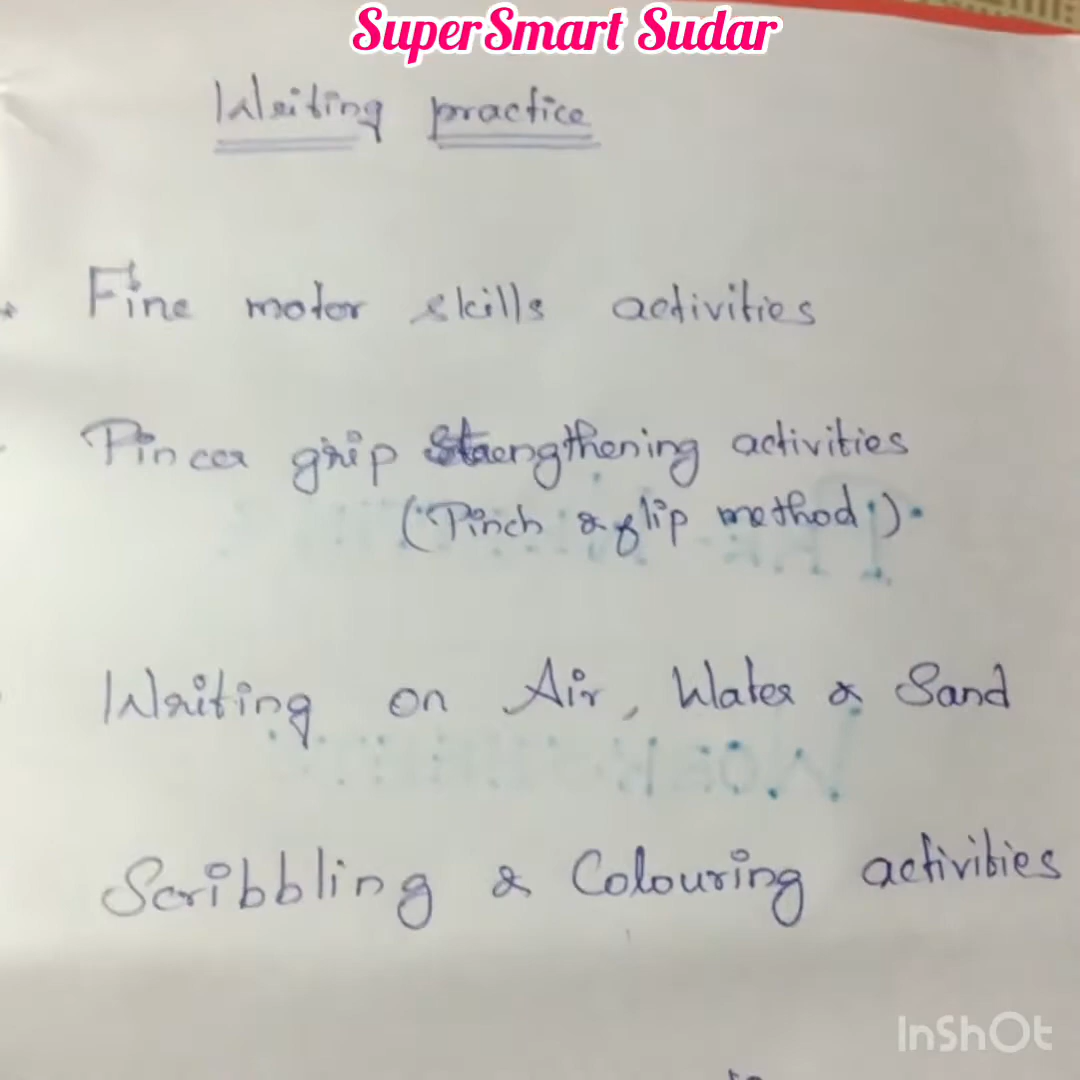 SuperSmart Sudar
Writing practice
Fine motor skills activities
Pincer grip Strengthening activities
("Pinch & flip method")
Writing on Air, Water & Sand
Scribbling & Colouring activities
InShOt